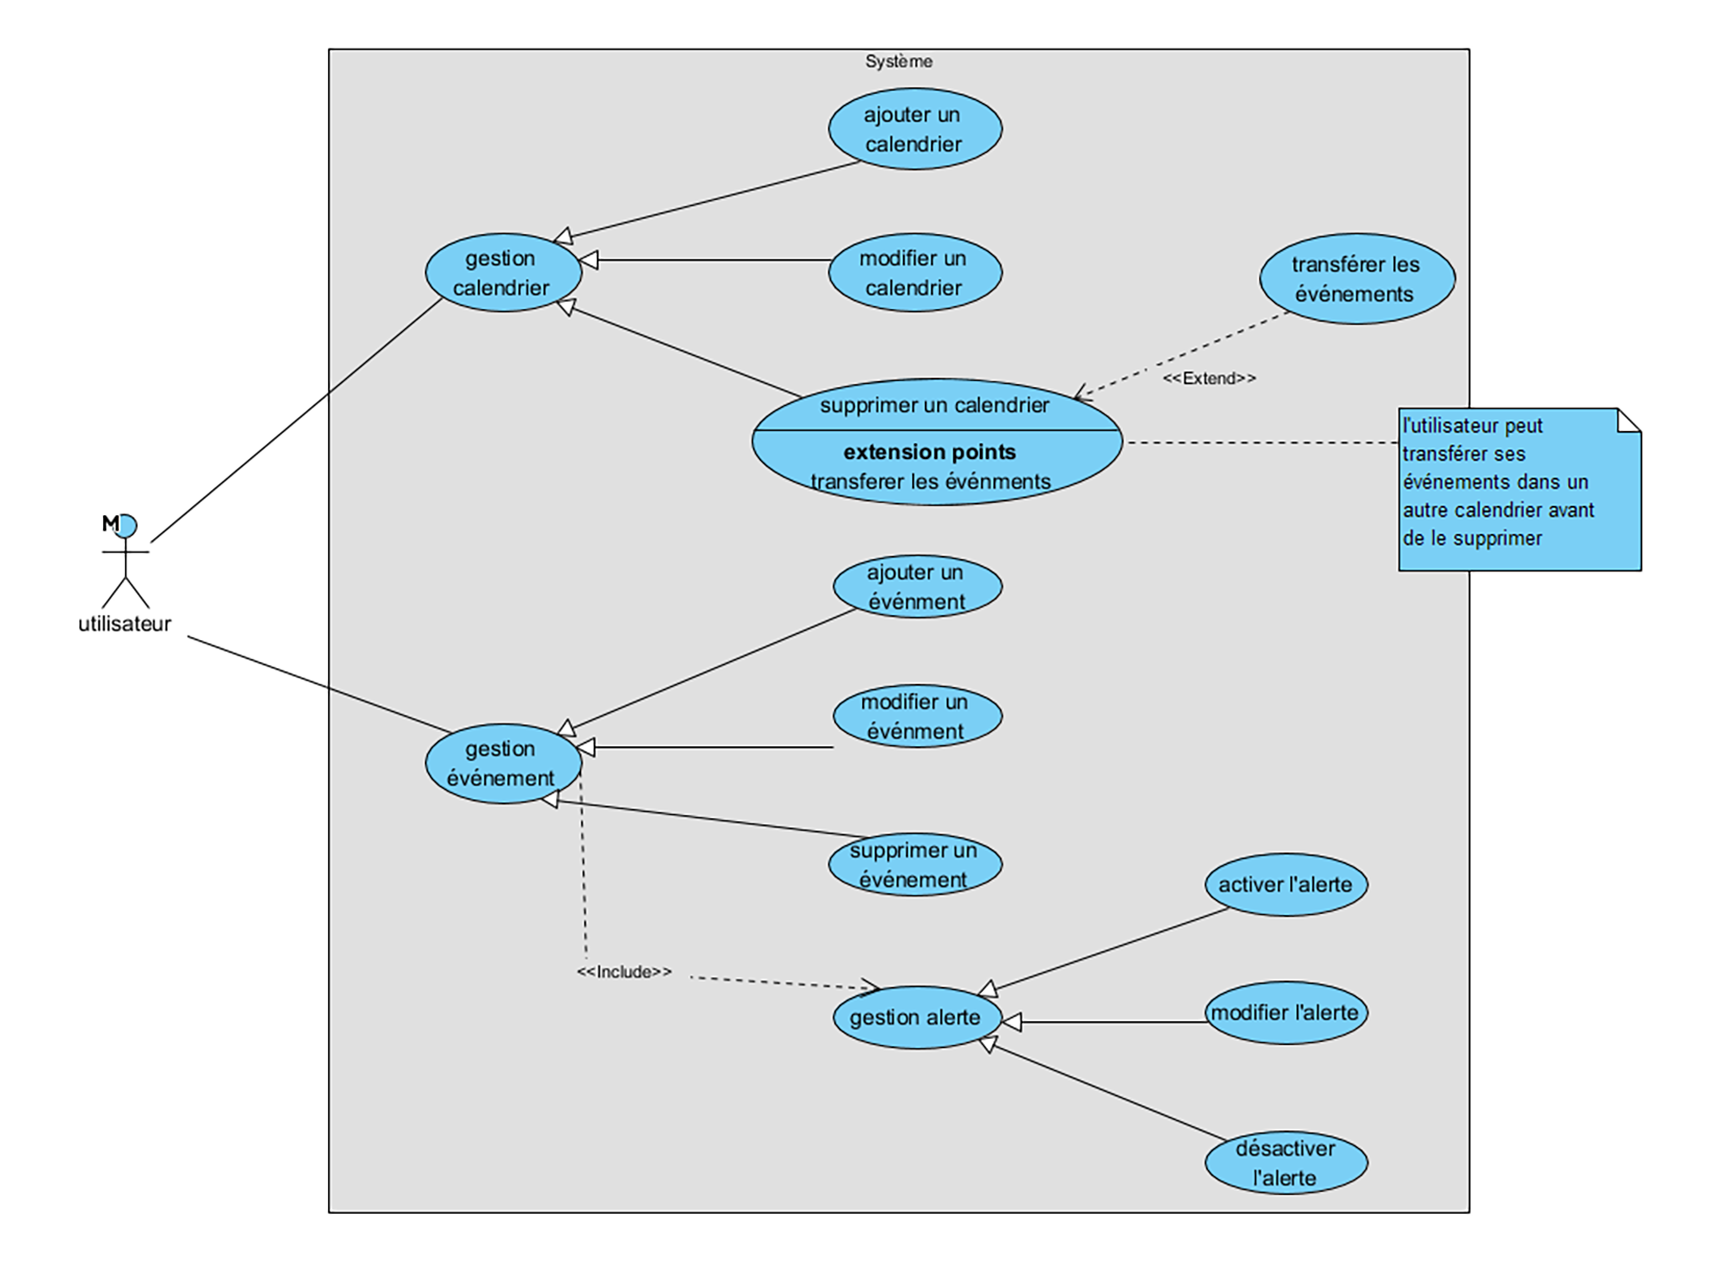 Système
ajouter un
calendrier
gestion
calendrier
modifier un
calendrier
transférer les
événements
<<Extend>>
supprimer un calendrier
extension points
transferer les événments
l'utilisateur peut
transférer ses
événements dans un
autre calendrier avant
de le supprimer
M
utilisateur
ajouter un
événment
modifier un
événment
gestion
événement
supprimer un
événement
activer l'alerte
<<Include>>
gestion alerte
modifier l'alerte
désactiver
l'alerte